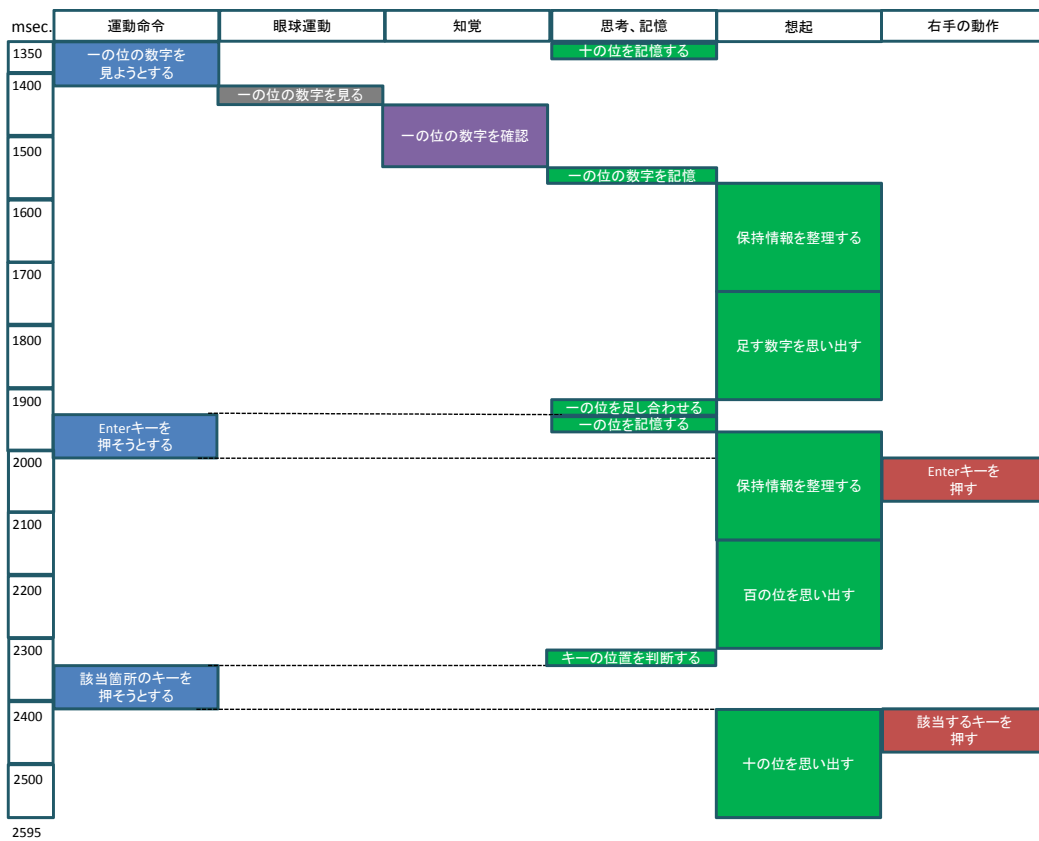 msec.
運動命令
眼球運動
知覚
思考、記憶
想起
右手の動作
1350
一の位の数字を
見ようとする
十の位を記憶する
1400
一の位の数字を見る
一の位の数字を確認
1500
一の位の数字を記憶
1600
保持情報を整理する
1700
1800
足す数字を思い出す
1900
一の位を足し合わせる
一の位を記憶する
Enterキーを
押そうとする
2000
保持情報を整理する
Enterキーを
押す
2100
2200
百の位を思い出す
2300
キーの位置を判断する
該当箇所のキーを
押そうとする
2400
該当するキーを
押す
十の位を思い出す
2500
2595